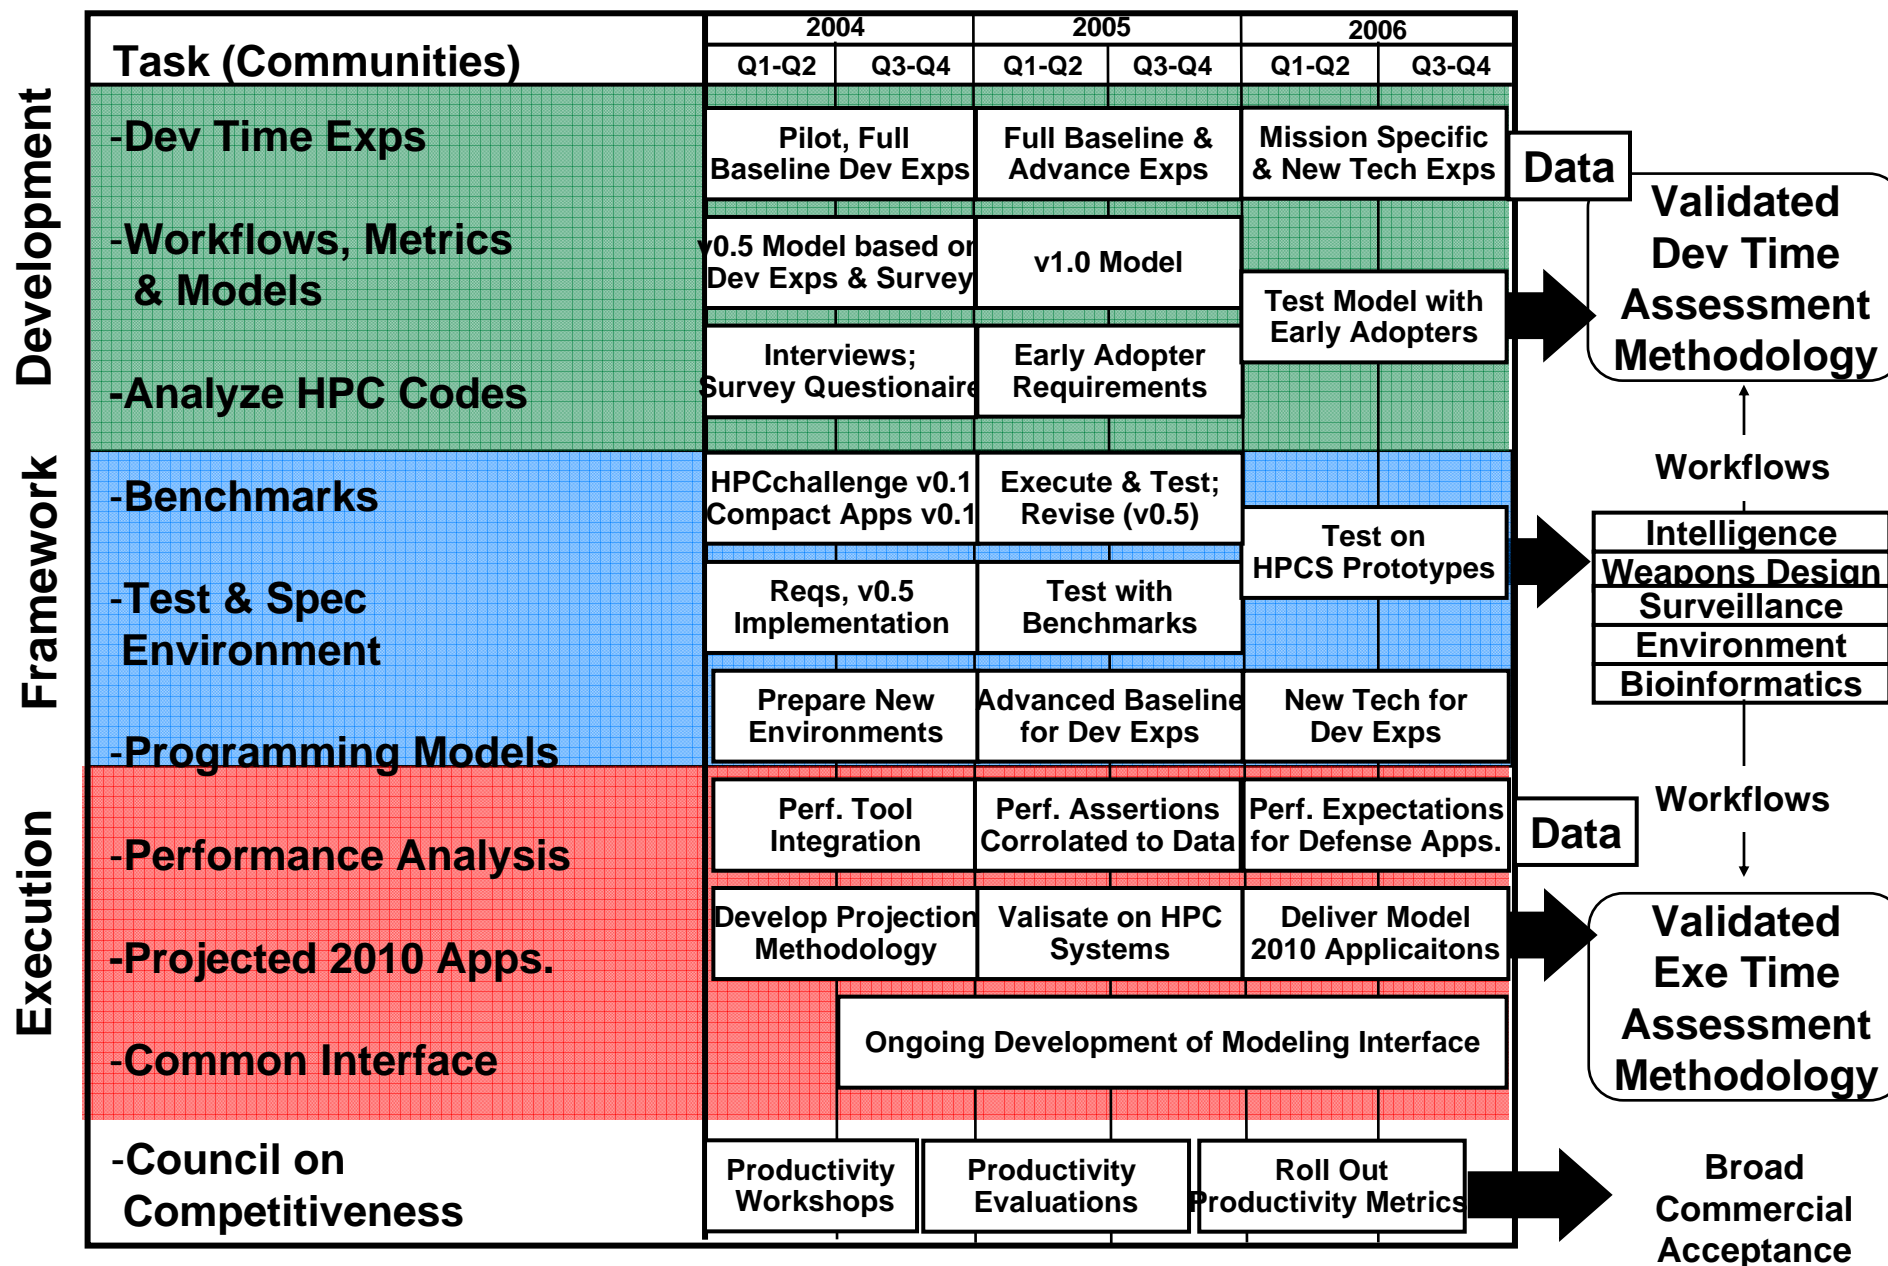 Task (Communities)
2004
2005
2006
Q1-Q2
Q3-Q4
Q1-Q2
Q3-Q4
Q1-Q2
Q3-Q4
Development
-Dev Time Exps
Pilot, Full
Baseline Dev Exps
Full Baseline &
Advance Exps
Mission Specific
& New Tech Exps
Data
-Workflows, Metrics
& Models
v0.5 Model based on
Dev Exps & Survey
v1.0 Model
Test Model with
Early Adopters
-Analyze HPC Codes
Interviews;
Survey Questionaire
Early Adopter
Requirements
Validated
Dev Time
Assessment
Methodology
Workflows
Framework
-Benchmarks
HPCchallenge v0.1
Compact Apps v0.1
Execute & Test;
Revise (v0.5)
Test on
HPCS Prototypes
-Test & Spec
Environment
Reqs, v0.5
Implementation
Test with
Benchmarks
Intelligence
Weapons Design
Surveillance
Environment
Bioinformatics
-Programming Models
Prepare New
Environments
Advanced Baseline
for Dev Exps
New Tech for
Dev Exps
Workflows
Execution
-Performance Analysis
Perf. Tool
Integration
Perf. Assertions
Corrolated to Data
Perf. Expectations
for Defense Apps.
Data
-Projected 2010 Apps.
Develop Projection
Methodology
Valisate on HPC
Systems
Deliver Model
2010 Applicaitons
-Common Interface
Ongoing Development of Modeling Interface
Validated
Exe Time
Assessment
Methodology
-Council on
Competitiveness
Productivity
Workshops
Productivity
Evaluations
Roll Out
Productivity Metrics
Broad
Commercial
Acceptance